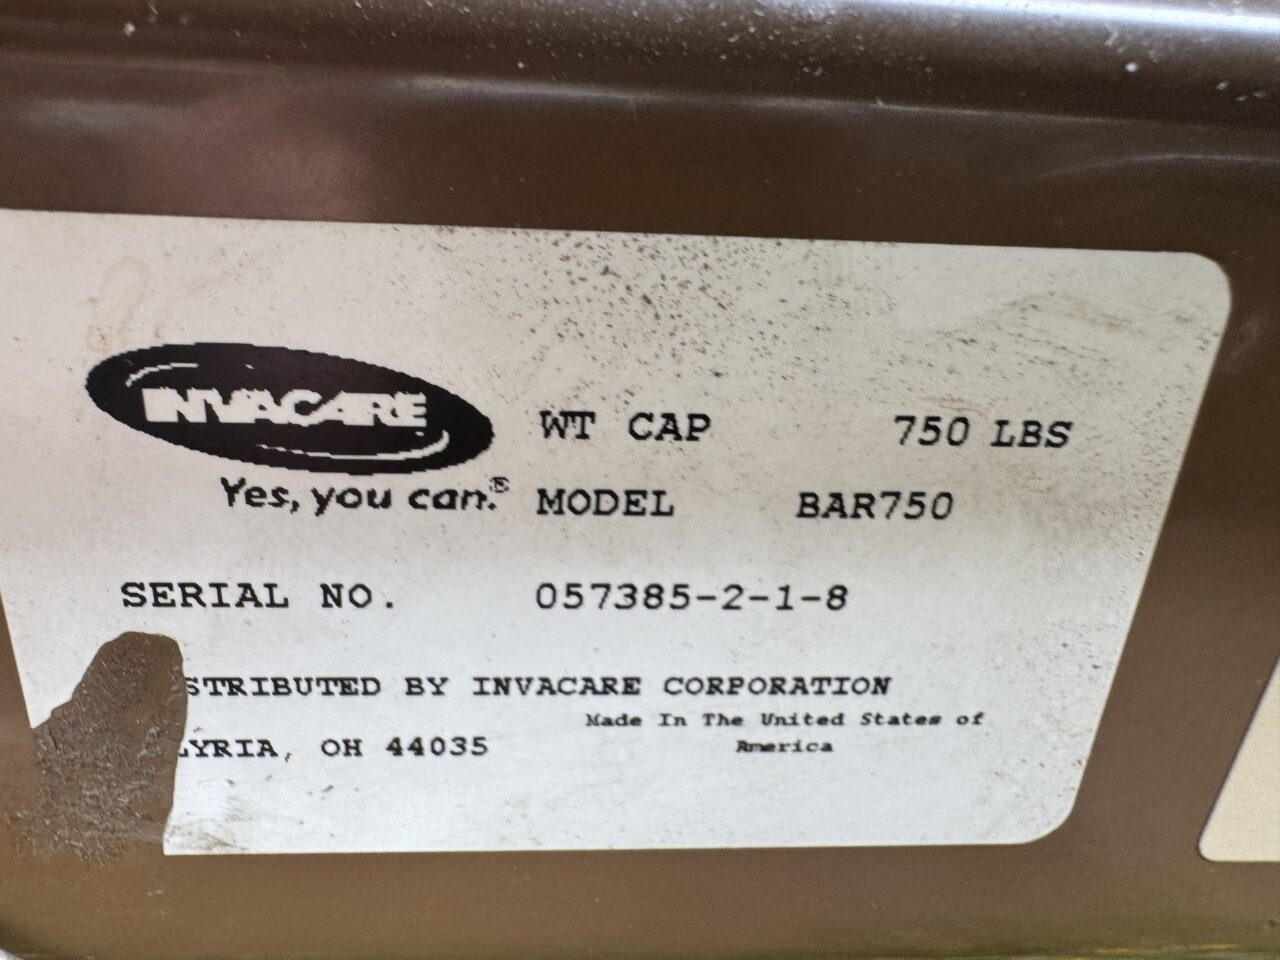 INVACARE
Yes, you can.®
WT CAP 750 LBS
MODEL BAR750
SERIAL NO. 057385-2-1-8
STRIBUTED BY INVACARE CORPORATION
Made In The United States of
America
LYRIA, OH 44035